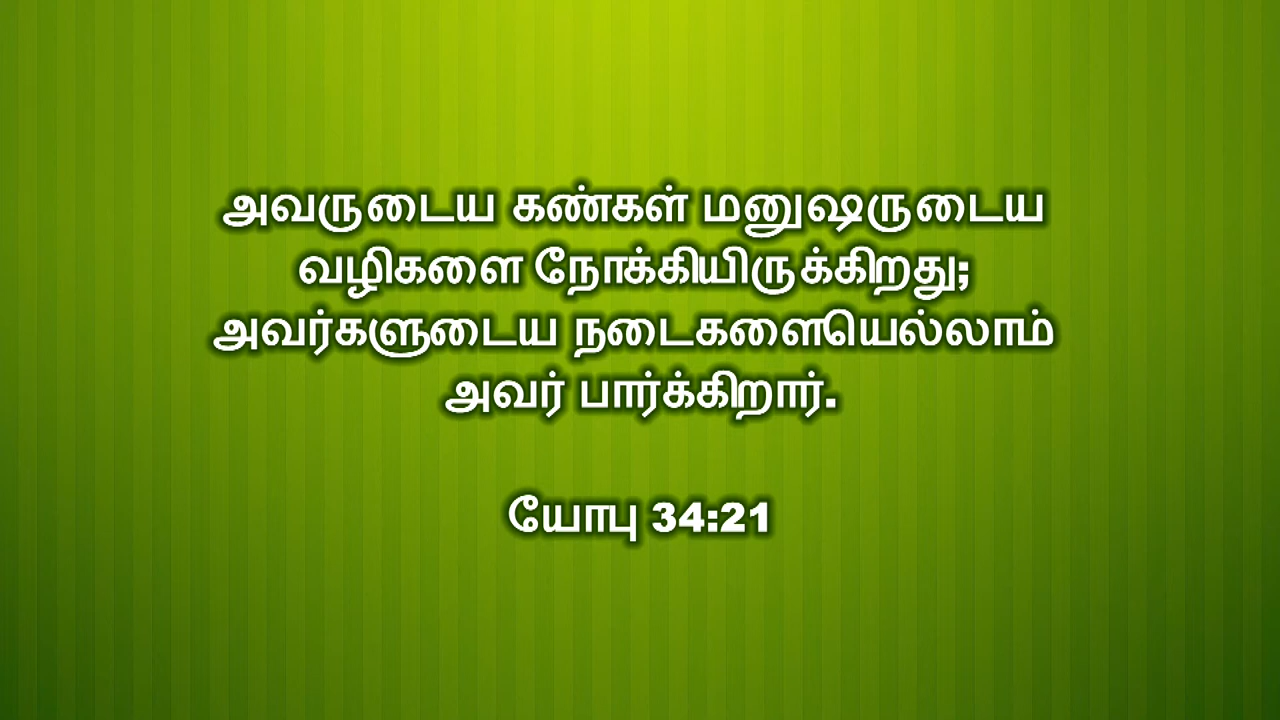 அவருடைய கண்கள் மனுஷருடைய
வழிகளை நோக்கியிருக்கிறது;
அவர்களுடைய நடைகளையெல்லாம்
அவர் பார்க்கிறார்.
யோபு 34:21